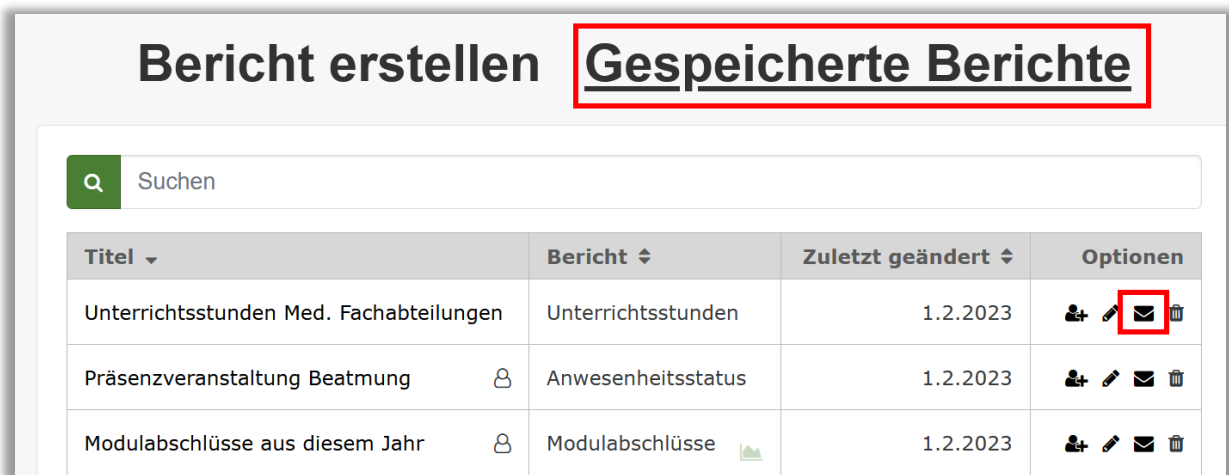 Bericht erstellen Gespeicherte Berichte
Suchen
Titel Bericht Zuletzt geändert Optionen
Unterrichtsstunden Med. Fachabteilungen Unterrichtsstunden 1.2.2023
Präsenzveranstaltung Beatmung Anwesenheitsstatus 1.2.2023
Modulabschlüsse aus diesem Jahr Modulabschlüsse 1.2.2023